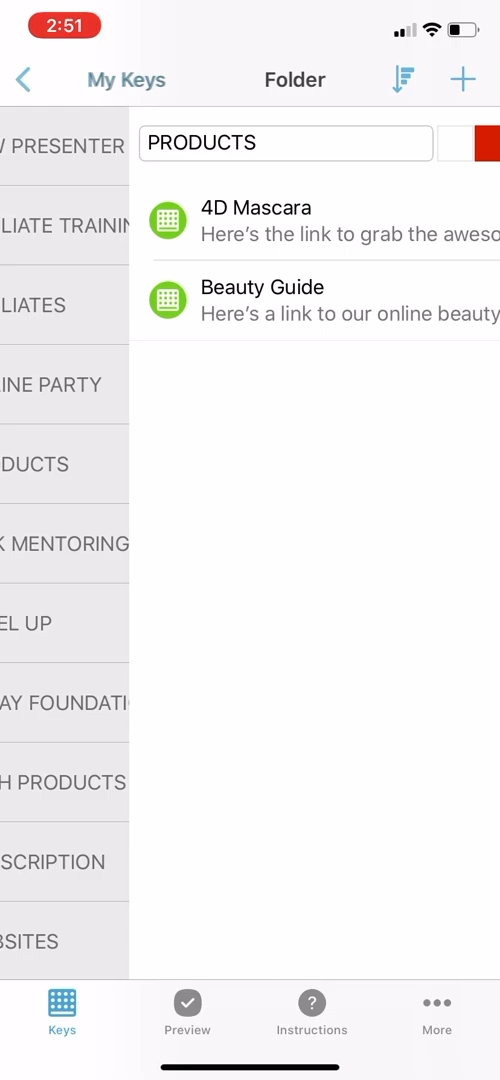 2:51
My Keys
Folder
PRESENTER
LIATE TRAININ
LIATES
INE PARTY
DUCTS
MENTORING
EL UP
AY FOUNDATI
H PRODUCTS
SCRIPTION
SITES
PRODUCTS
4D Mascara
Here's the link to grab the aweso
Beauty Guide
Here's a link to our online beauty
Keys
Preview
Instructions
More